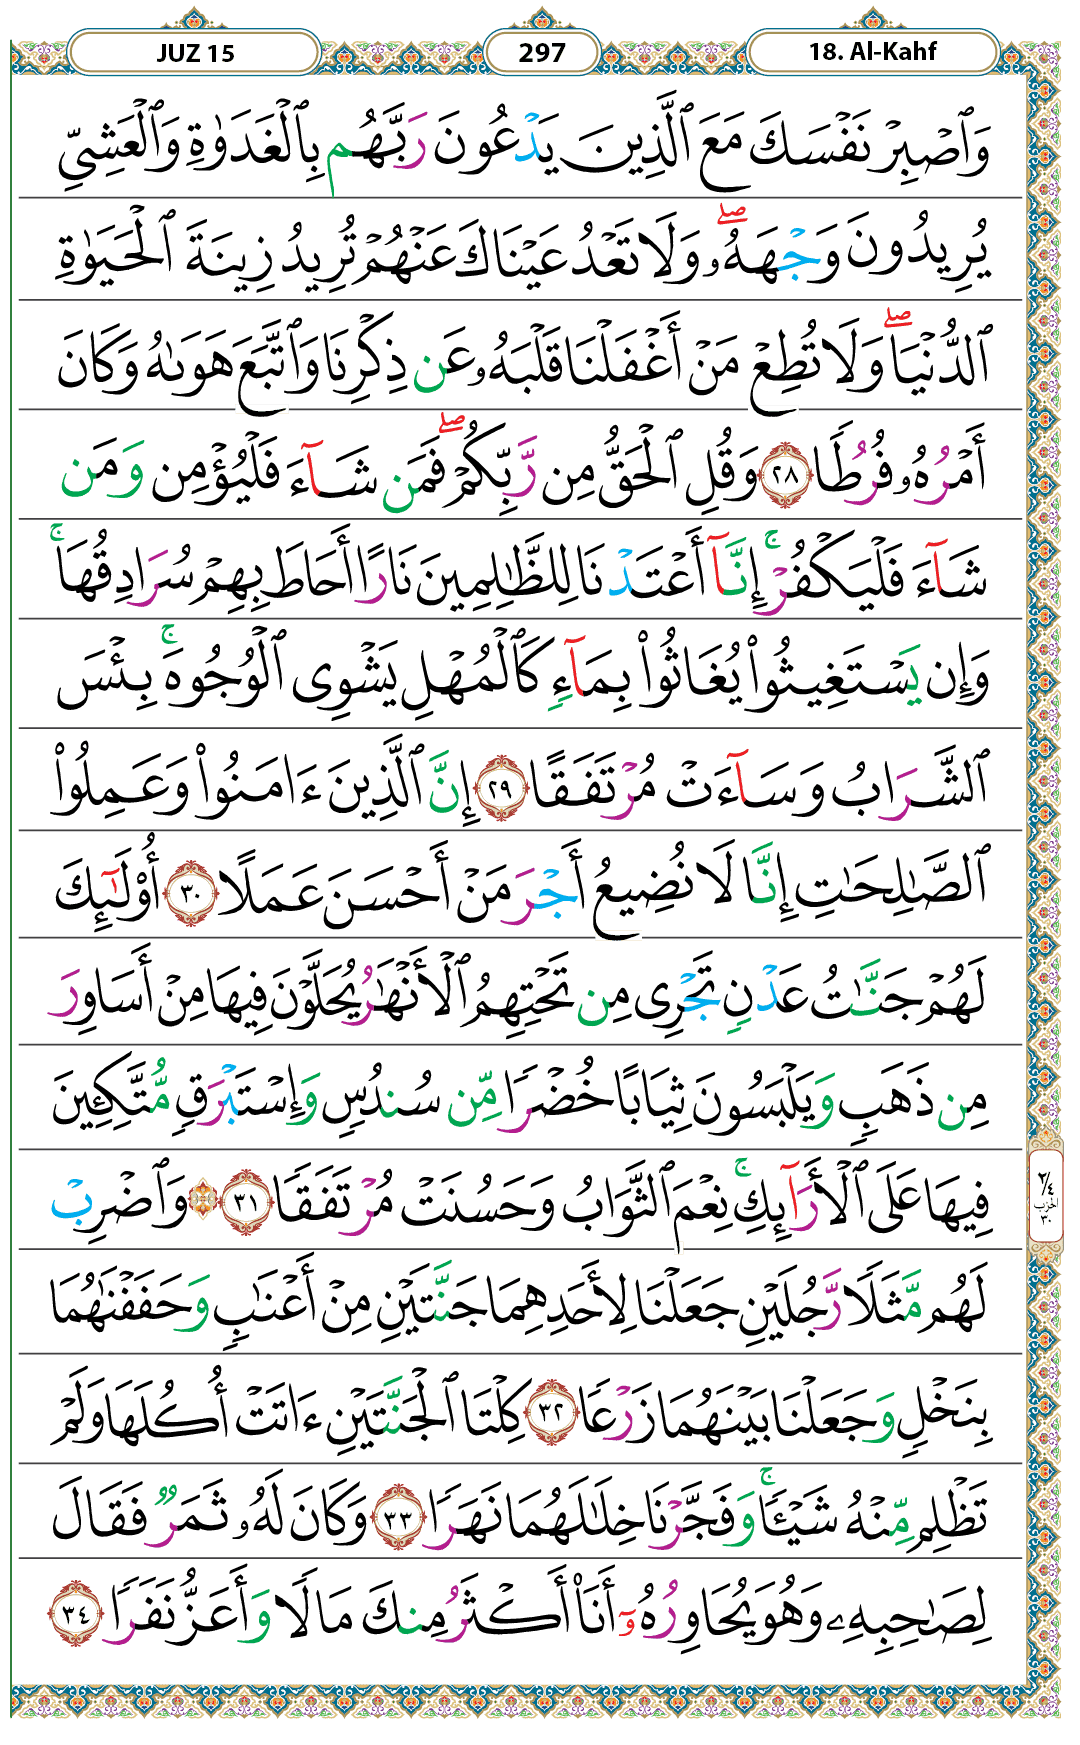 JUZ 15
297
18. Al-Kahf
وَٱصْبِرْ نَفْسَكَ مَعَ ٱلَّذِينَ يَدْعُونَ رَبَّهُم بِٱلْغَدَوٰةِ وَٱلْعَشِىِّ
يُرِيدُونَ وَجْهَهُۥ ۖ وَلَا تَعْدُ عَيْنَاكَ عَنْهُمْ تُرِيدُ زِينَةَ ٱلْحَيَوٰةِ
ٱلدُّنْيَا ۖ وَلَا تُطِعْ مَنْ أَغْفَلْنَا قَلْبَهُۥ عَن ذِكْرِنَا وَٱتَّبَعَ هَوَىٰهُ وَكَانَ
أَمْرُهُۥ فُرُطًا ٢٨ وَقُلِ ٱلْحَقُّ مِن رَّبِّكُمْ ۖ فَمَن شَآءَ فَلْيُؤْمِن وَمَن
شَآءَ فَلْيَكْفُرْ ۚ إِنَّآ أَعْتَدْنَا لِلظَّٰلِمِينَ نَارًا أَحَاطَ بِهِمْ سُرَادِقُهَا ۚ
وَإِن يَسْتَغِيثُوا۟ يُغَاثُوا۟ بِمَآءٍ كَٱلْمُهْلِ يَشْوِى ٱلْوُجُوهَ ۚ بِئْسَ
ٱلشَّرَابُ وَسَآءَتْ مُرْتَفَقًا ٢٩ إِنَّ ٱلَّذِينَ ءَامَنُوا۟ وَعَمِلُوا۟
ٱلصَّٰلِحَٰتِ إِنَّا لَا نُضِيعُ أَجْرَ مَنْ أَحْسَنَ عَمَلًا ٣٠ أُو۟لَٰٓئِكَ
لَهُمْ جَنَّٰتُ عَدْنٍ تَجْرِى مِن تَحْتِهِمُ ٱلْأَنْهَٰرُ يُحَلَّوْنَ فِيهَا مِنْ أَسَاوِرَ
مِن ذَهَبٍ وَيَلْبَسُونَ ثِيَابًا خُضْرًا مِّن سُندُسٍ وَإِسْتَبْرَقٍ مُّتَّكِـِٔينَ
فِيهَا عَلَى ٱلْأَرَآئِكِ ۚ نِعْمَ ٱلثَّوَابُ وَحَسُنَتْ مُرْتَفَقًا ٣١ ۞ وَٱضْرِبْ
لَهُم مَّثَلًا رَّجُلَيْنِ جَعَلْنَا لِأَحَدِهِمَا جَنَّتَيْنِ مِنْ أَعْنَٰبٍ وَحَفَفْنَٰهُمَا
بِنَخْلٍ وَجَعَلْنَا بَيْنَهُمَا زَرْعًا ٣٢ كِلْتَا ٱلْجَنَّتَيْنِ ءَاتَتْ أُكُلَهَا وَلَمْ
تَظْلِم مِّنْهُ شَيْـًٔا ۚ وَفَجَّرْنَا خِلَٰلَهُمَا نَهَرًا ٣٣ وَكَانَ لَهُۥ ثَمَرٌ فَقَالَ
لِصَٰحِبِهِۦ وَهُوَ يُحَاوِرُهُۥٓ أَنَا۠ أَكْثَرُ مِنكَ مَالًا وَأَعَزُّ نَفَرًا ٣٤
٢/٤
الحزب
٣٠